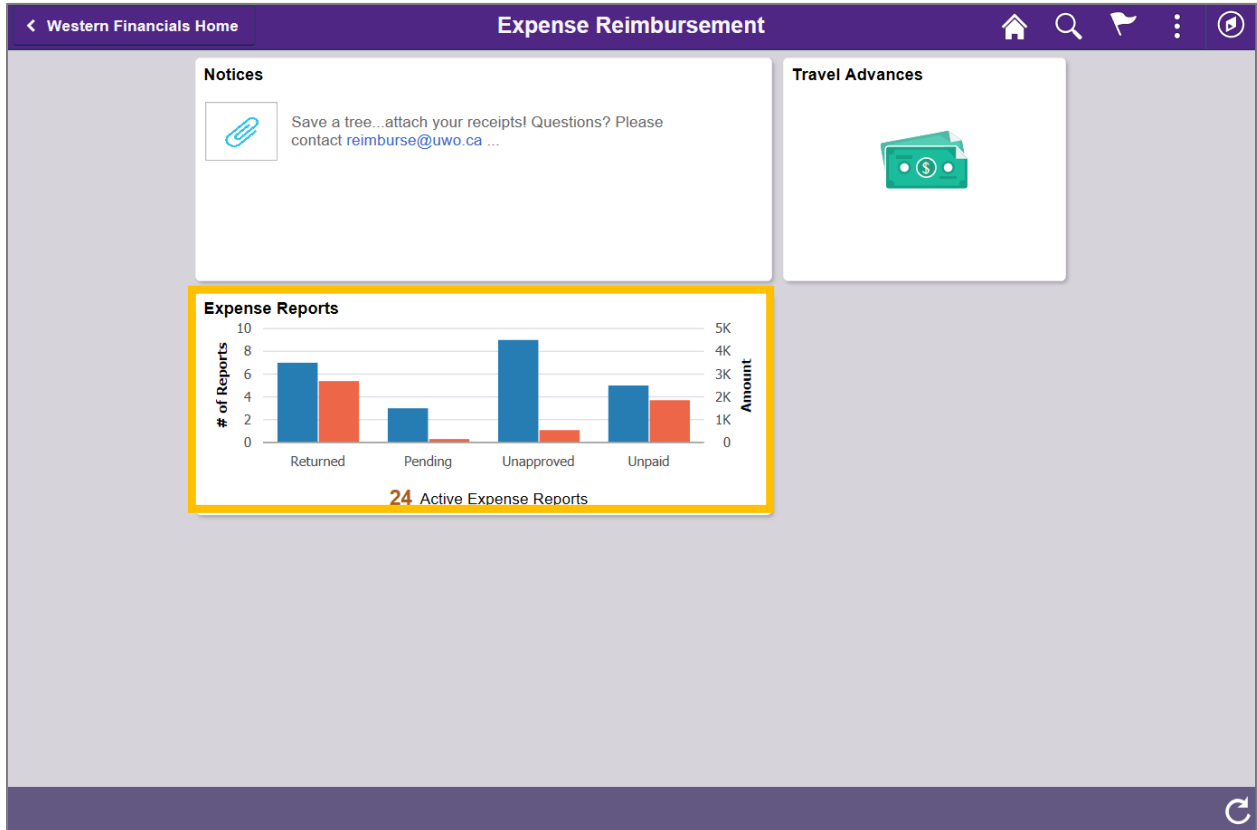 Western Financials Home
Expense Reimbursement
Notices
Save a tree...attach your receipts! Questions? Please
contact reimburse@uwo.ca ...
Travel Advances
$
Expense Reports
# of Reports
10
8
6
4
2
0
5K
4K
3K
2K
1K
0
Amount
Returned Pending Unapproved Unpaid
24 Active Expense Reports